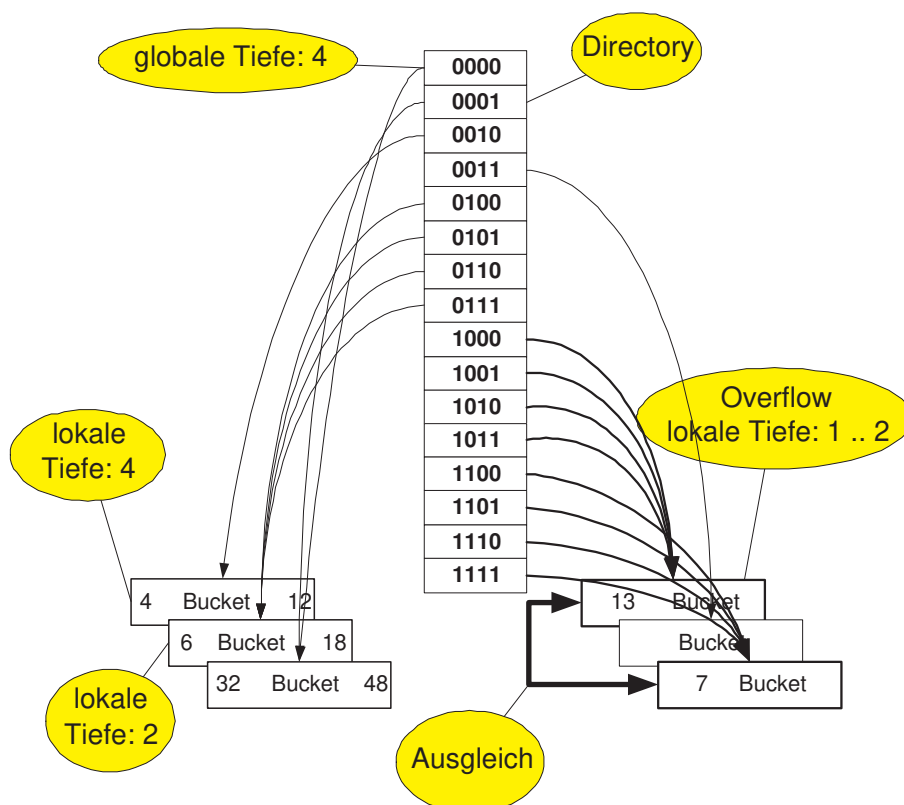 globale Tiefe: 4
Directory
0000
0001
0010
0011
0100
0101
0110
0111
1000
1001
1010
1011
1100
1101
1110
1111
Overflow
lokale Tiefe: 1 .. 2
lokale
Tiefe: 4
4 Bucket 12
6 Bucket 18
32 Bucket 48
lokale
Tiefe: 2
13 Bucket
Bucket
7 Bucket
Ausgleich